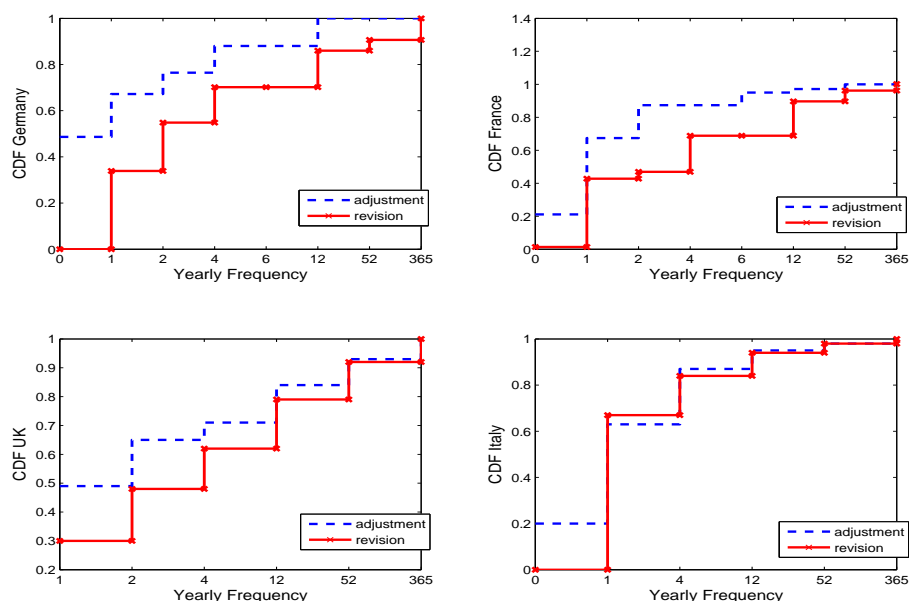 1
0.8
0.6
0.4
0.2
0
CDF Germany
0 1 2 4 6 12 52 365
Yearly Frequency
adjustment
revision
1.4
1.2
1
0.8
0.6
0.4
0.2
0
CDF France
0 1 2 4 6 12 52 365
Yearly Frequency
adjustment
revision
1
0.9
0.8
0.7
0.6
0.5
0.4
0.3
0.2
CDF UK
1 2 4 12 52 365
Yearly Frequency
adjustment
revision
1
0.8
0.6
0.4
0.2
0
CDF Italy
0 1 4 12 52 365
Yearly Frequency
adjustment
revision